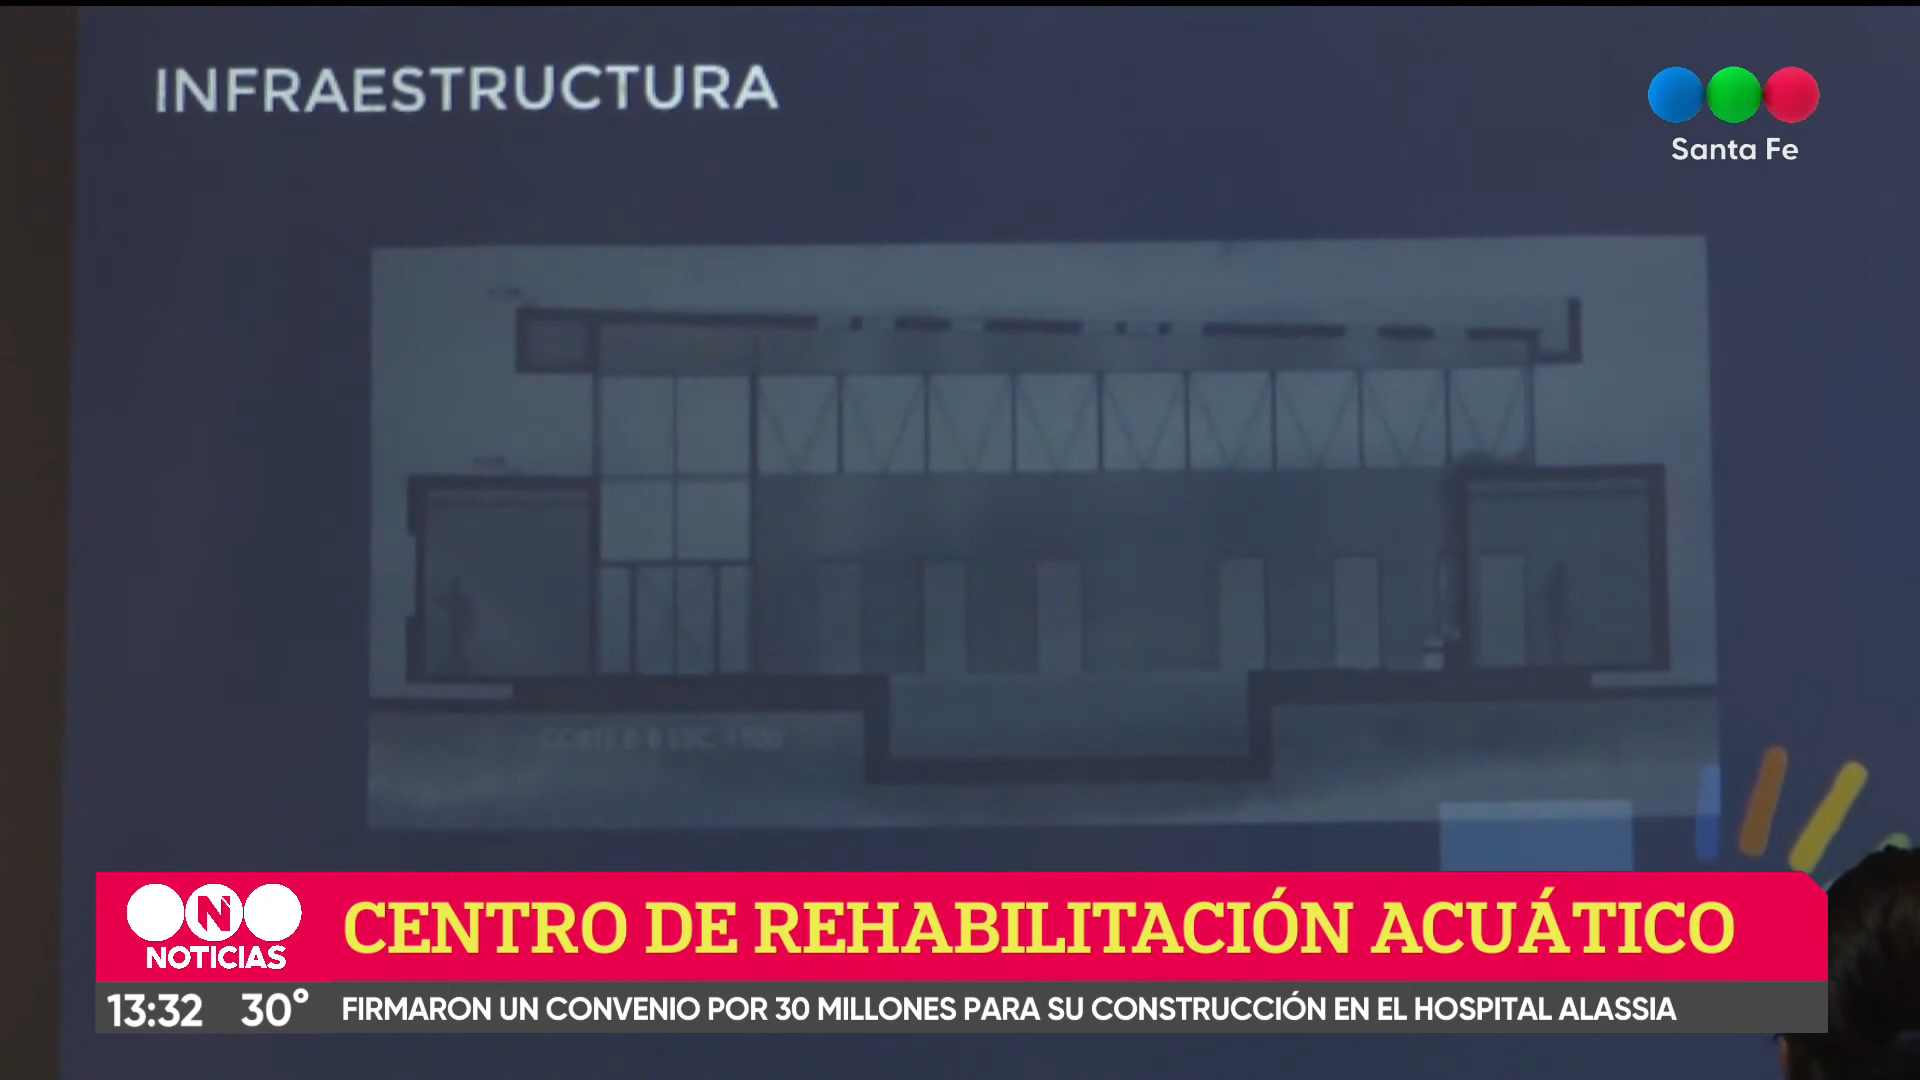 INFRAESTRUCTURA
Santa Fe
N
NOTICIAS
CENTRO DE REHABILITACIÓN ACUÁTICO
13:32 30° FIRMARON UN CONVENIO POR 30 MILLONES PARA SU CONSTRUCCIÓN EN EL HOSPITAL ALASSIA